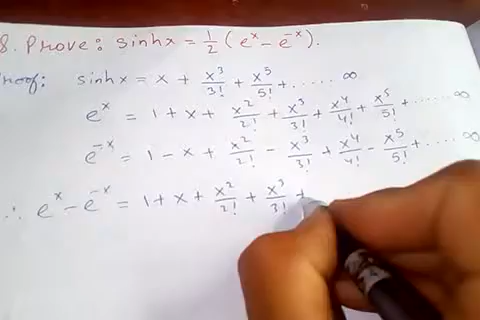 8. Prove: sinhx = 1/2 (e^x - e^-x).
Proof: sinhx = x + x^3/3! + x^5/5! + ..... ∞
e^x = 1 + x + x^2/2! + x^3/3! + x^4/4! + x^5/5! + ..... ∞
e^-x = 1 - x + x^2/2! - x^3/3! + x^4/4! - x^5/5! + ..... ∞
∴ e^x - e^-x = 1 + x + x^2/2! + x^3/3! +